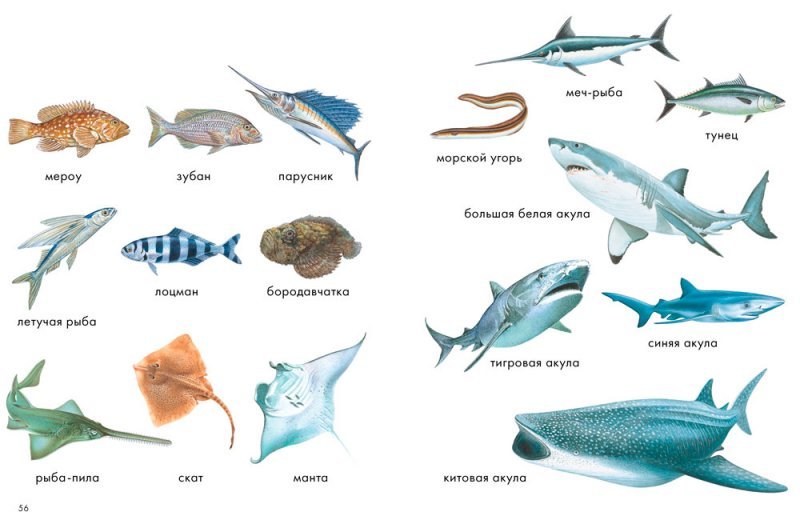 мероу
зубан
парусник
летучая рыба
лоцман
бородавчатка
рыба-пила
скат
манта
56
меч-рыба
тунец
морской угорь
большая белая акула
тигровая акула
синяя акула
китовая акула